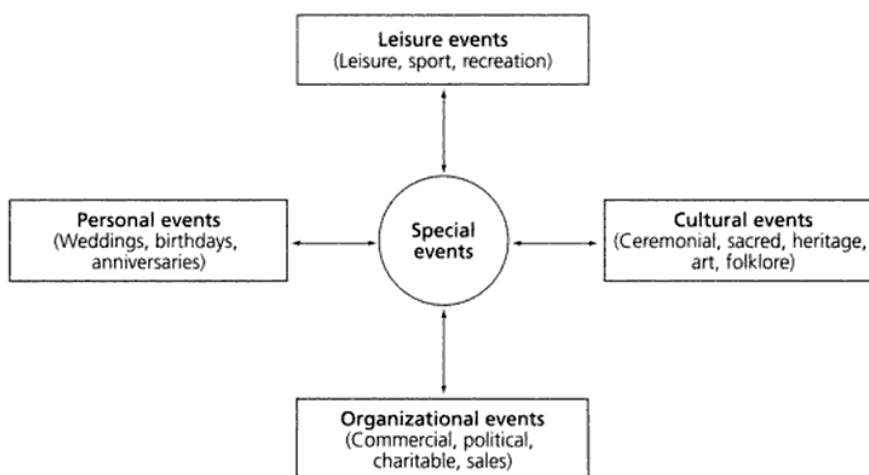 Leisure events
(Leisure, sport, recreation)
Personal events
(Weddings, birthdays,
anniversaries)
Special
events
Cultural events
(Ceremonial, sacred, heritage,
art, folklore)
Organizational events
(Commercial, political,
charitable, sales)